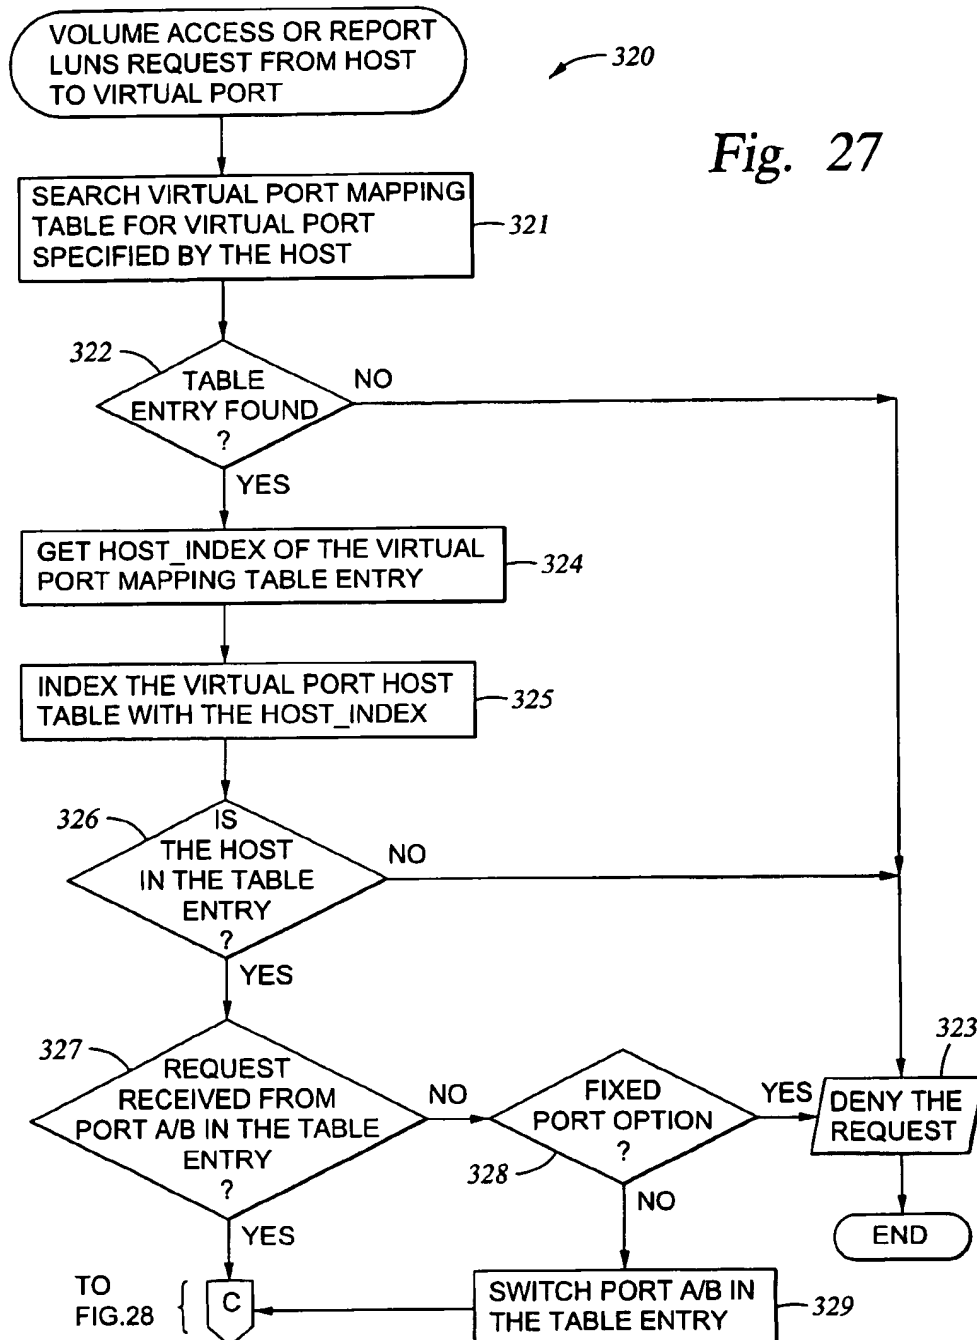 VOLUME ACCESS OR REPORT
LUNS REQUEST FROM HOST
TO VIRTUAL PORT
320
Fig. 27
SEARCH VIRTUAL PORT MAPPING
TABLE FOR VIRTUAL PORT
SPECIFIED BY THE HOST
321
322
TABLE
ENTRY FOUND
?
NO
YES
GET HOST_INDEX OF THE VIRTUAL
PORT MAPPING TABLE ENTRY
324
INDEX THE VIRTUAL PORT HOST
TABLE WITH THE HOST_INDEX
325
326
IS
THE HOST
IN THE TABLE
ENTRY
?
NO
YES
327
REQUEST
RECEIVED FROM
PORT A/B IN THE TABLE
ENTRY
?
NO
YES
FIXED
PORT OPTION
?
328
YES
NO
323
DENY THE
REQUEST
END
SWITCH PORT A/B IN
THE TABLE ENTRY
329
TO
FIG.28
{
C